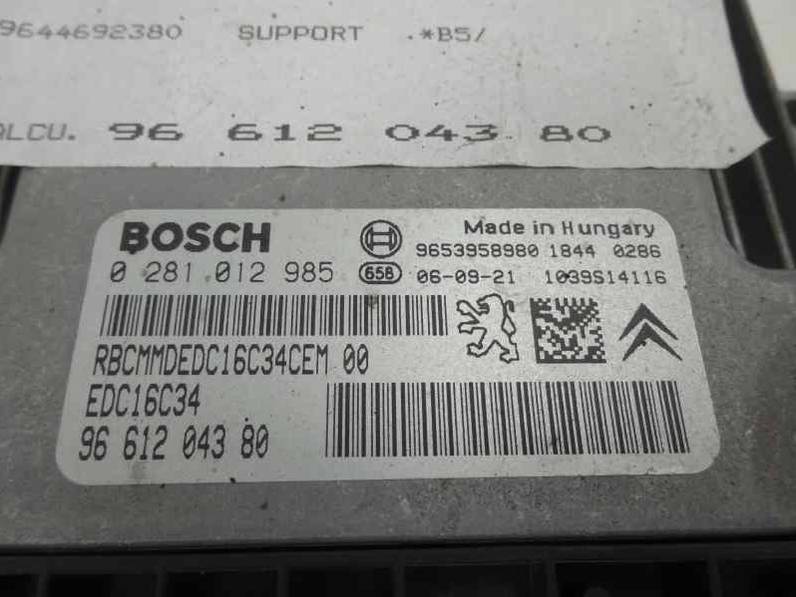 9644692380 SUPPORT .*B5/
ALCU. 96 612 043 80
BOSCH
Made in Hungary
0 281 012 985
9653958980 1844 0286
658 06-09-21 1039S14116
RBCMMDEDC16C34CEM 00
EDC16C34
96 612 043 80